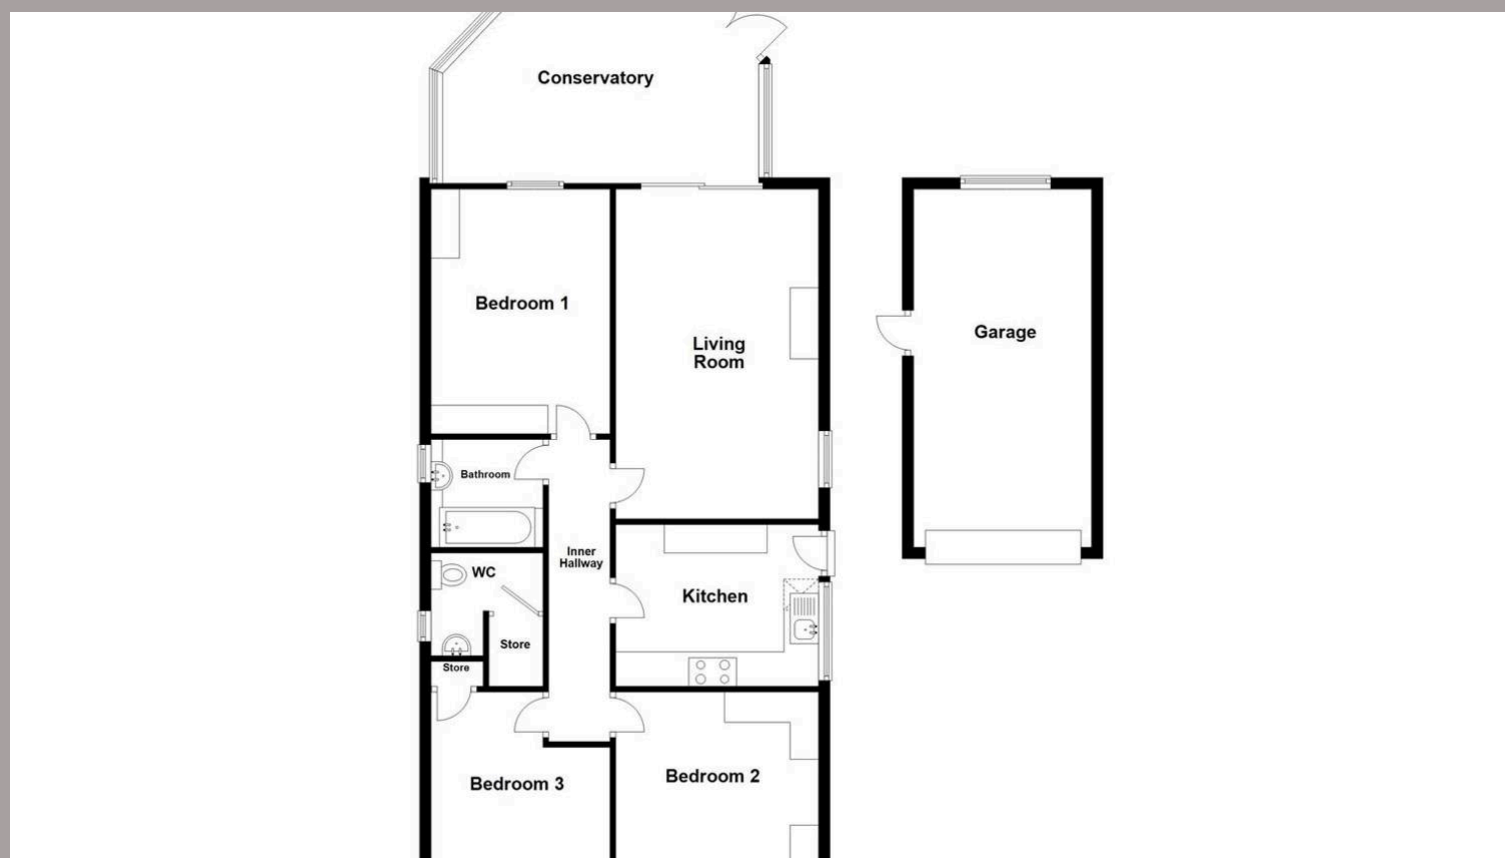 Conservatory
Bedroom 1
Living
Room
Garage
Bathroom
Inner
Hallway
WC
Kitchen
Store
Store
Bedroom 3
Bedroom 2